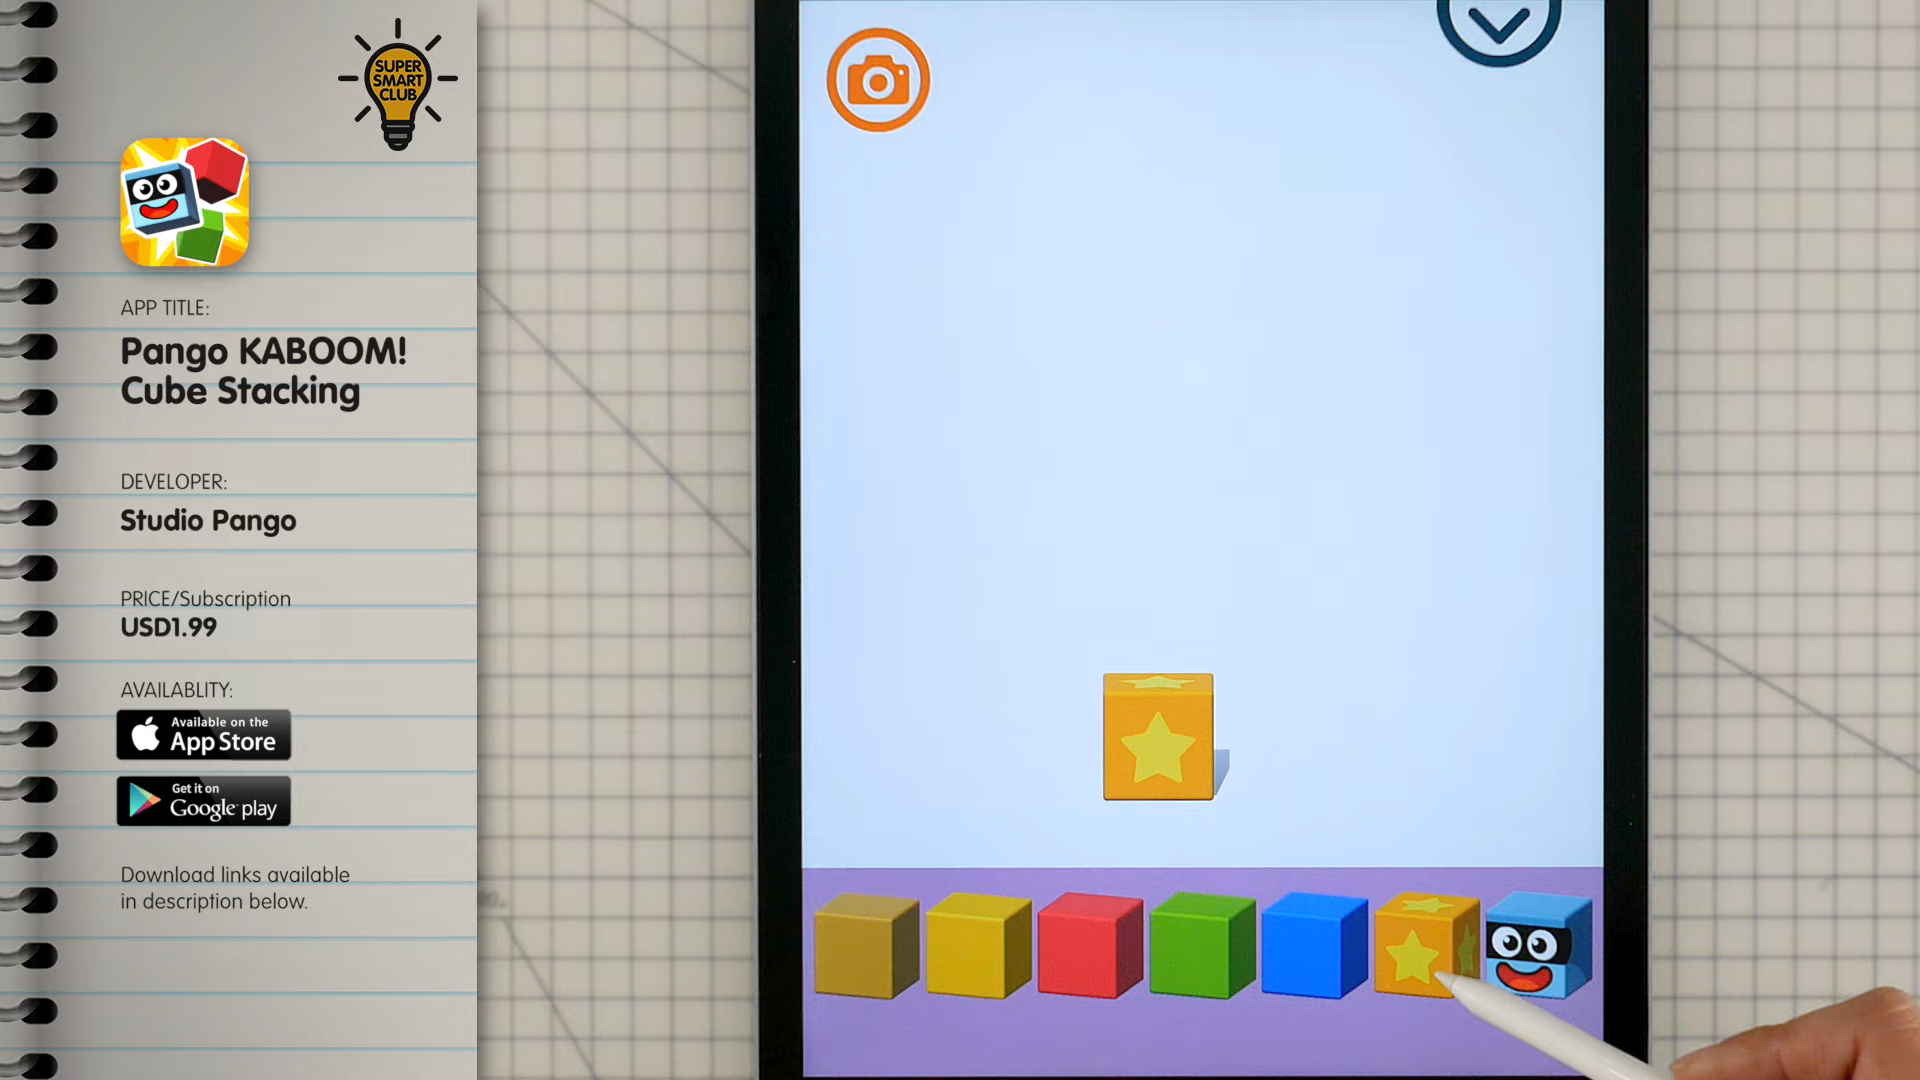 SUPER
SMART
CLUB
APP TITLE:
Pango KABOOM!
Cube Stacking
DEVELOPER:
Studio Pango
PRICE/Subscription
USD1.99
AVAILABLITY:
Available on the
App Store
Get it on
Google play
Download links available
in description below.